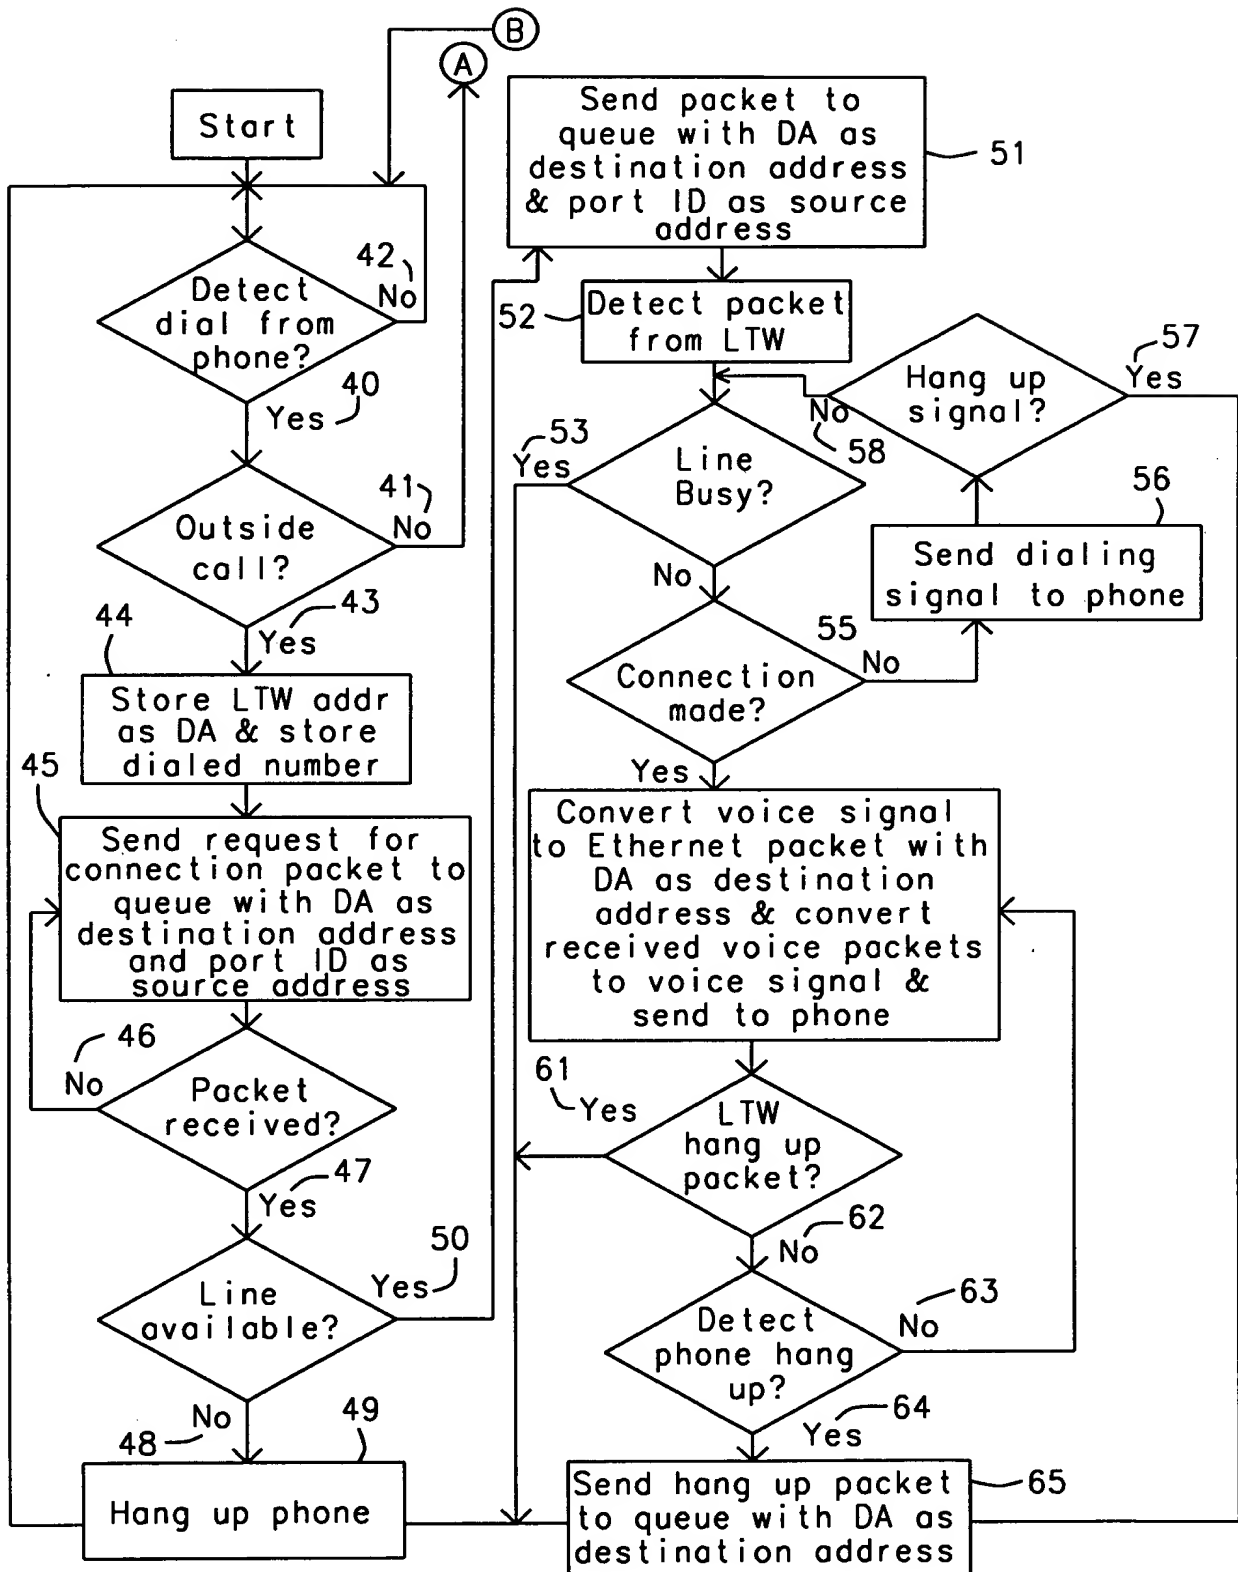 B
A
Start
42
No
Detect
dial from
phone?
40
Yes
41
No
Outside
call?
43
Yes
44
Store LTW addr
as DA & store
dialed number
45
Send request for
connection packet to
queue with DA as
destination address
and port ID as
source address
46
No
Packet
received?
47
Yes
50
Yes
Line
available?
No
48
49
Hang up phone
Send packet to
queue with DA as
destination address
& port ID as source
address
51
52
Detect packet
from LTW
57
Yes
Hang up
signal?
No
58
53
Yes
Line
Busy?
56
Send dialing
signal to phone
No
55
No
Connection
made?
Yes
Convert voice signal
to Ethernet packet with
DA as destination
address & convert
received voice packets
to voice signal &
send to phone
61
Yes
LTW
hang up
packet?
62
No
63
No
Detect
phone hang
up?
64
Yes
Send hang up packet
to queue with DA as
destination address
65